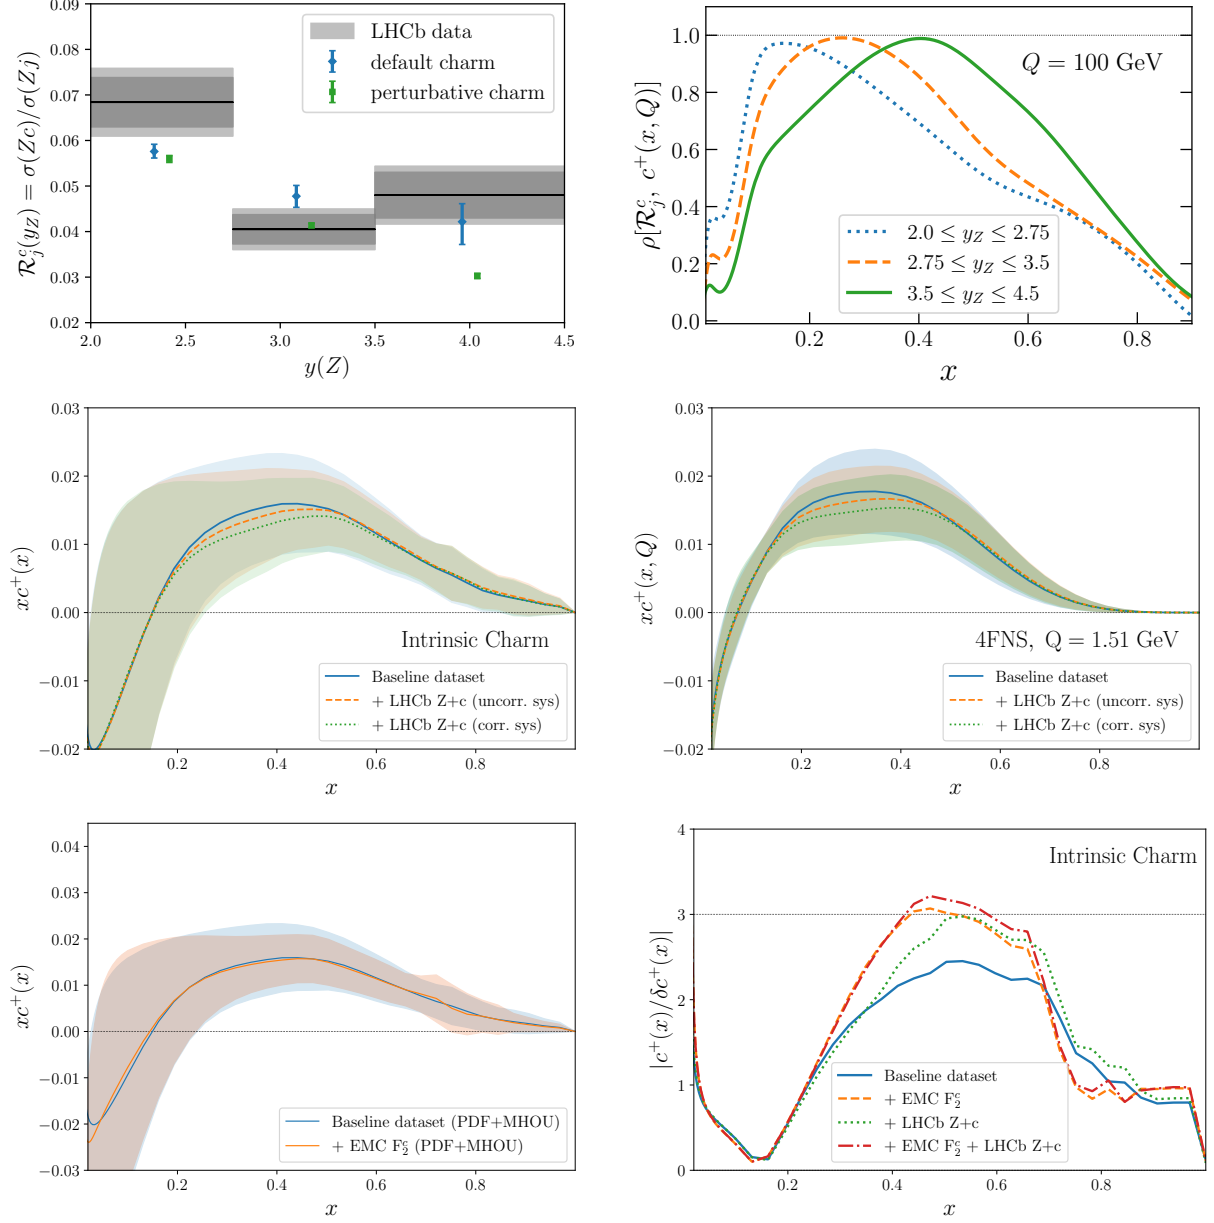 0.09
0.08
0.07
0.06
0.05
0.04
0.03
0.02
2.0 2.5 3.0 3.5 4.0 4.5
y(Z)
R_j^c(y_Z) = σ(Zc)/σ(Zj)
LHCb data
default charm
perturbative charm
1.0
0.8
0.6
0.4
0.2
0.0
0.2 0.4 0.6 0.8
x
ρ[R_j^c, c⁺(x, Q)]
Q = 100 GeV
2.0 ≤ y_Z ≤ 2.75
2.75 ≤ y_Z ≤ 3.5
3.5 ≤ y_Z ≤ 4.5
0.03
0.02
0.01
0.00
−0.01
−0.02
0.2 0.4 0.6 0.8
x
xc⁺(x)
Intrinsic Charm
Baseline dataset
+ LHCb Z+c (uncorr. sys)
+ LHCb Z+c (corr. sys)
0.03
0.02
0.01
0.00
−0.01
−0.02
0.2 0.4 0.6 0.8
x
xc⁺(x, Q)
4FNS, Q = 1.51 GeV
Baseline dataset
+ LHCb Z+c (uncorr. sys)
+ LHCb Z+c (corr. sys)
0.04
0.03
0.02
0.01
0.00
−0.01
−0.02
−0.03
0.2 0.4 0.6 0.8
x
xc⁺(x)
Baseline dataset (PDF+MHOU)
+ EMC F₂ᶜ (PDF+MHOU)
4
3
2
1
0
0.2 0.4 0.6 0.8
x
|c⁺(x)/δc⁺(x)|
Intrinsic Charm
Baseline dataset
+ EMC F₂ᶜ
+ LHCb Z+c
+ EMC F₂ᶜ + LHCb Z+c